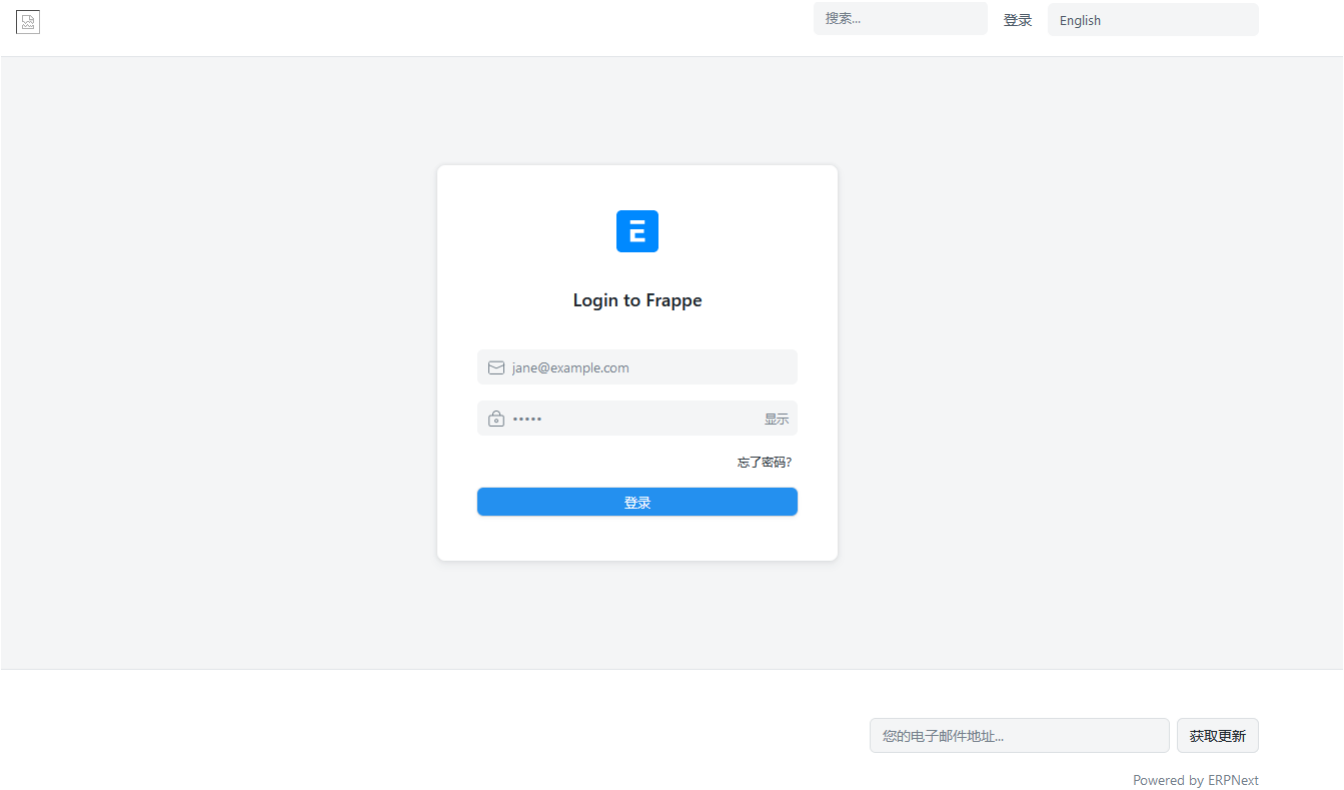 搜索...
登录
English
E
Login to Frappe
jane@example.com
•••••
显示
忘了密码?
登录
您的电子邮件地址...
获取更新
Powered by ERPNext